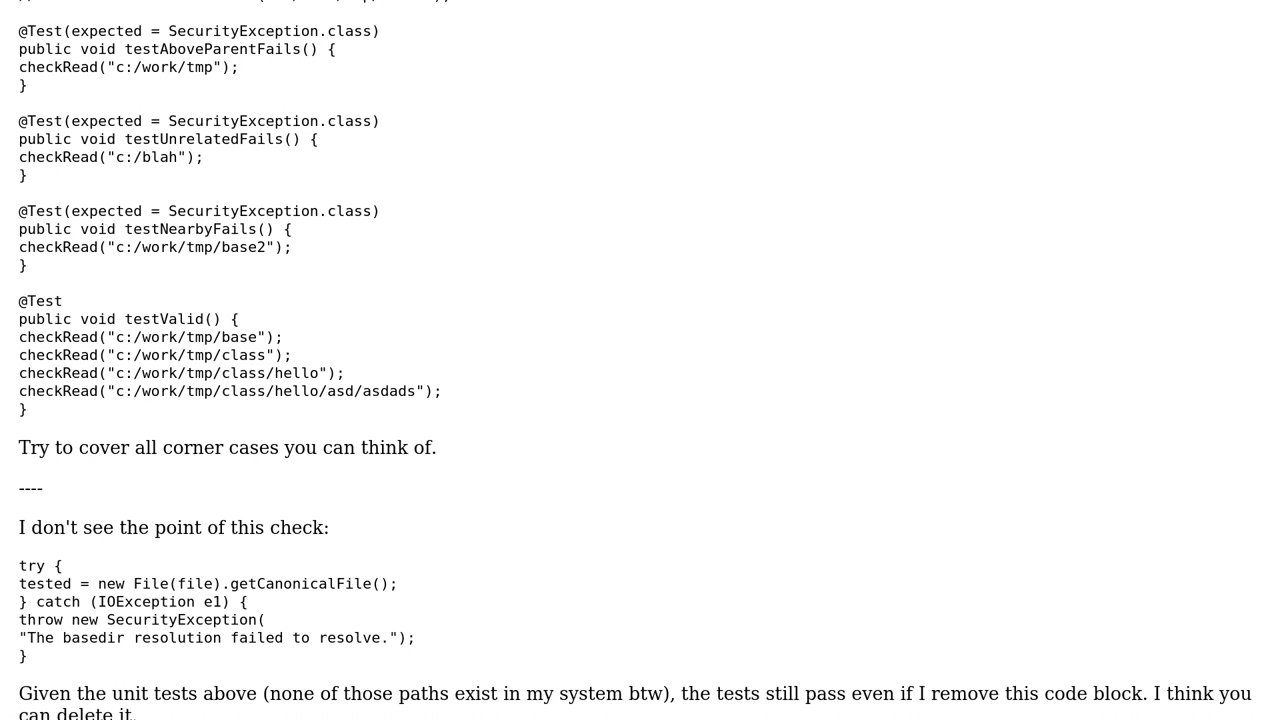 @Test(expected = SecurityException.class)
public void testAboveParentFails() {
checkRead("c:/work/tmp");
}
@Test(expected = SecurityException.class)
public void testUnrelatedFails() {
checkRead("c:/blah");
}
@Test(expected = SecurityException.class)
public void testNearbyFails() {
checkRead("c:/work/tmp/base2");
}
@Test
public void testValid() {
checkRead("c:/work/tmp/base");
checkRead("c:/work/tmp/class");
checkRead("c:/work/tmp/class/hello");
checkRead("c:/work/tmp/class/hello/asd/asdads");
}
Try to cover all corner cases you can think of.
----
I don't see the point of this check:
try {
tested = new File(file).getCanonicalFile();
} catch (IOException e1) {
throw new SecurityException(
"The basedir resolution failed to resolve.");
}
Given the unit tests above (none of those paths exist in my system btw), the tests still pass even if I remove this code block. I think you
can delete it.